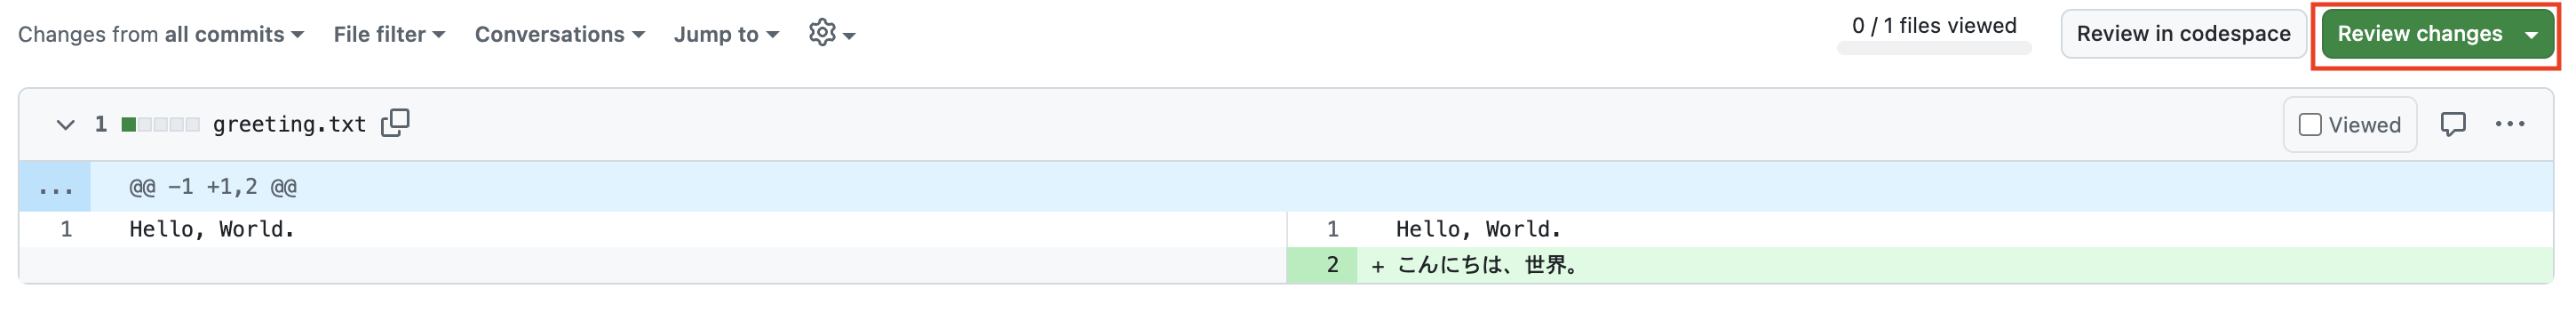 Changes from all commits File filter Conversations Jump to 0 / 1 files viewed Review in codespace Review changes
1 greeting.txt Viewed
... @@ -1 +1,2 @@
1 Hello, World. 1 Hello, World.
2 + こんにちは、世界。